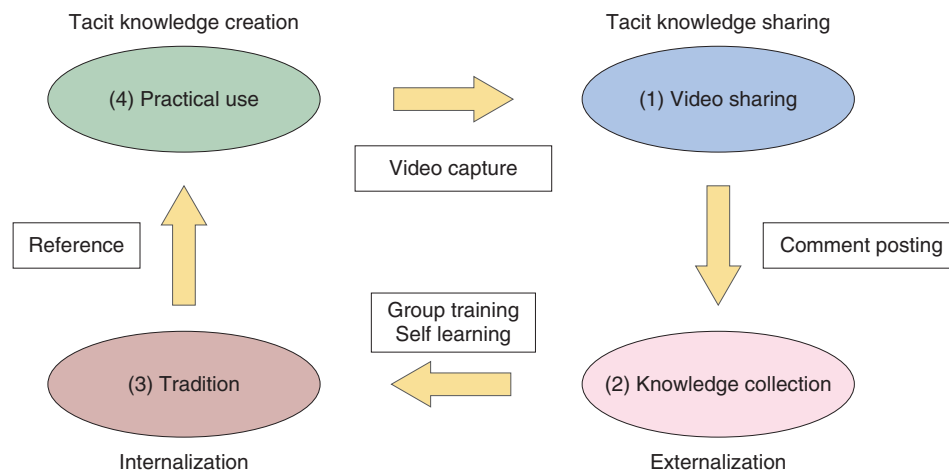 Tacit knowledge creation
Tacit knowledge sharing
(4) Practical use
(1) Video sharing
Video capture
Reference
Comment posting
Group training
Self learning
(3) Tradition
(2) Knowledge collection
Internalization
Externalization